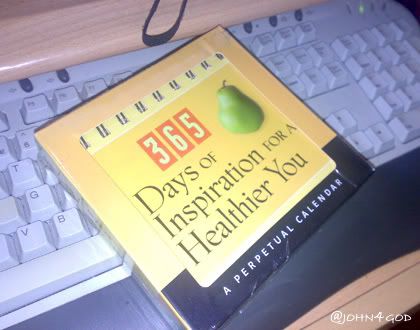 365
Days of
Inspiration for a
Healthier You
A PERPETUAL CALENDAR
G
V
B
@JOHN4GOD